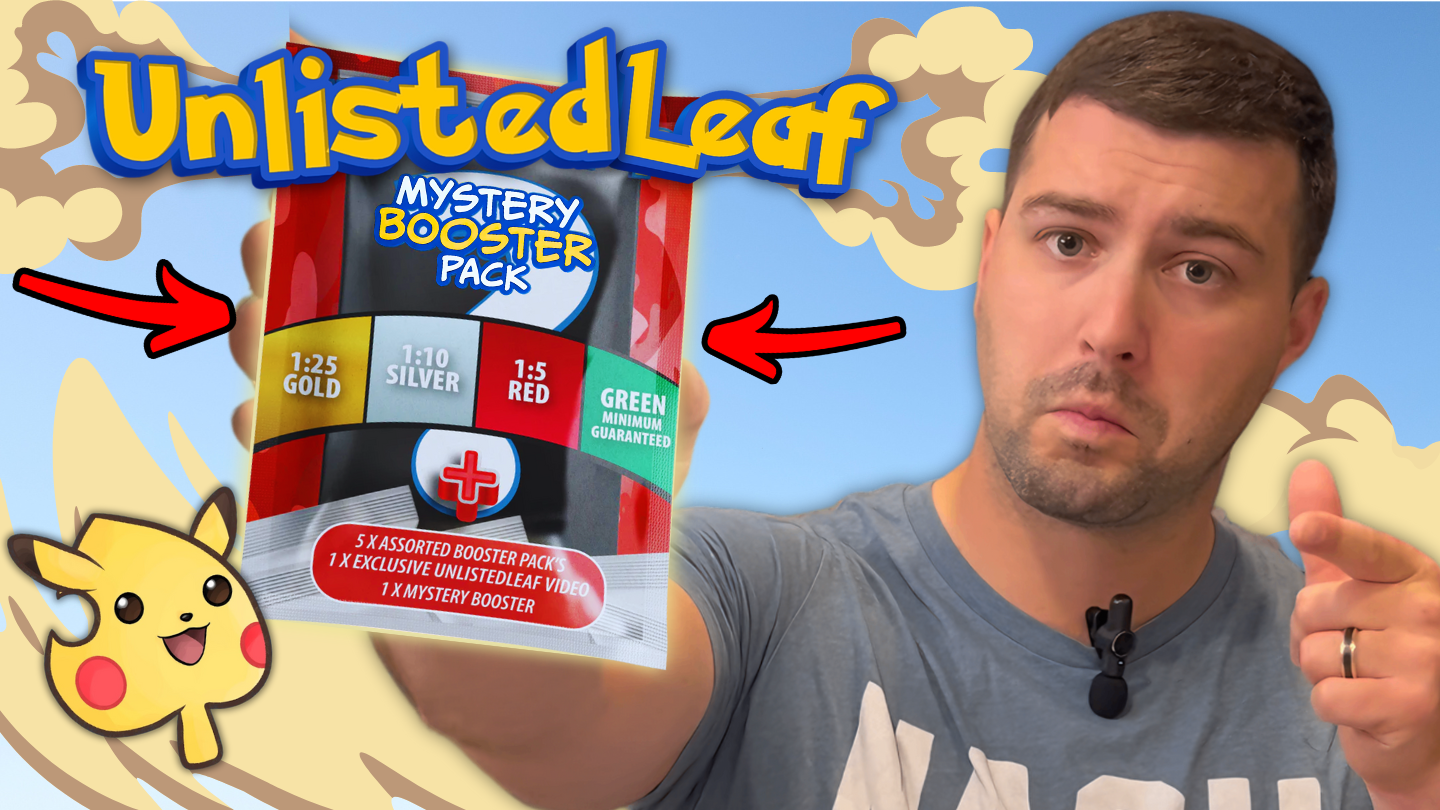 UnlistedLeaf
MYSTERY
BOOSTER
PACK
1:25
GOLD
1:10
SILVER
1:5
RED
GREEN
MINIMUM
GUARANTEED
5 X ASSORTED BOOSTER PACK'S
1 X EXCLUSIVE UNLISTEDLEAF VIDEO
1 X MYSTERY BOOSTER